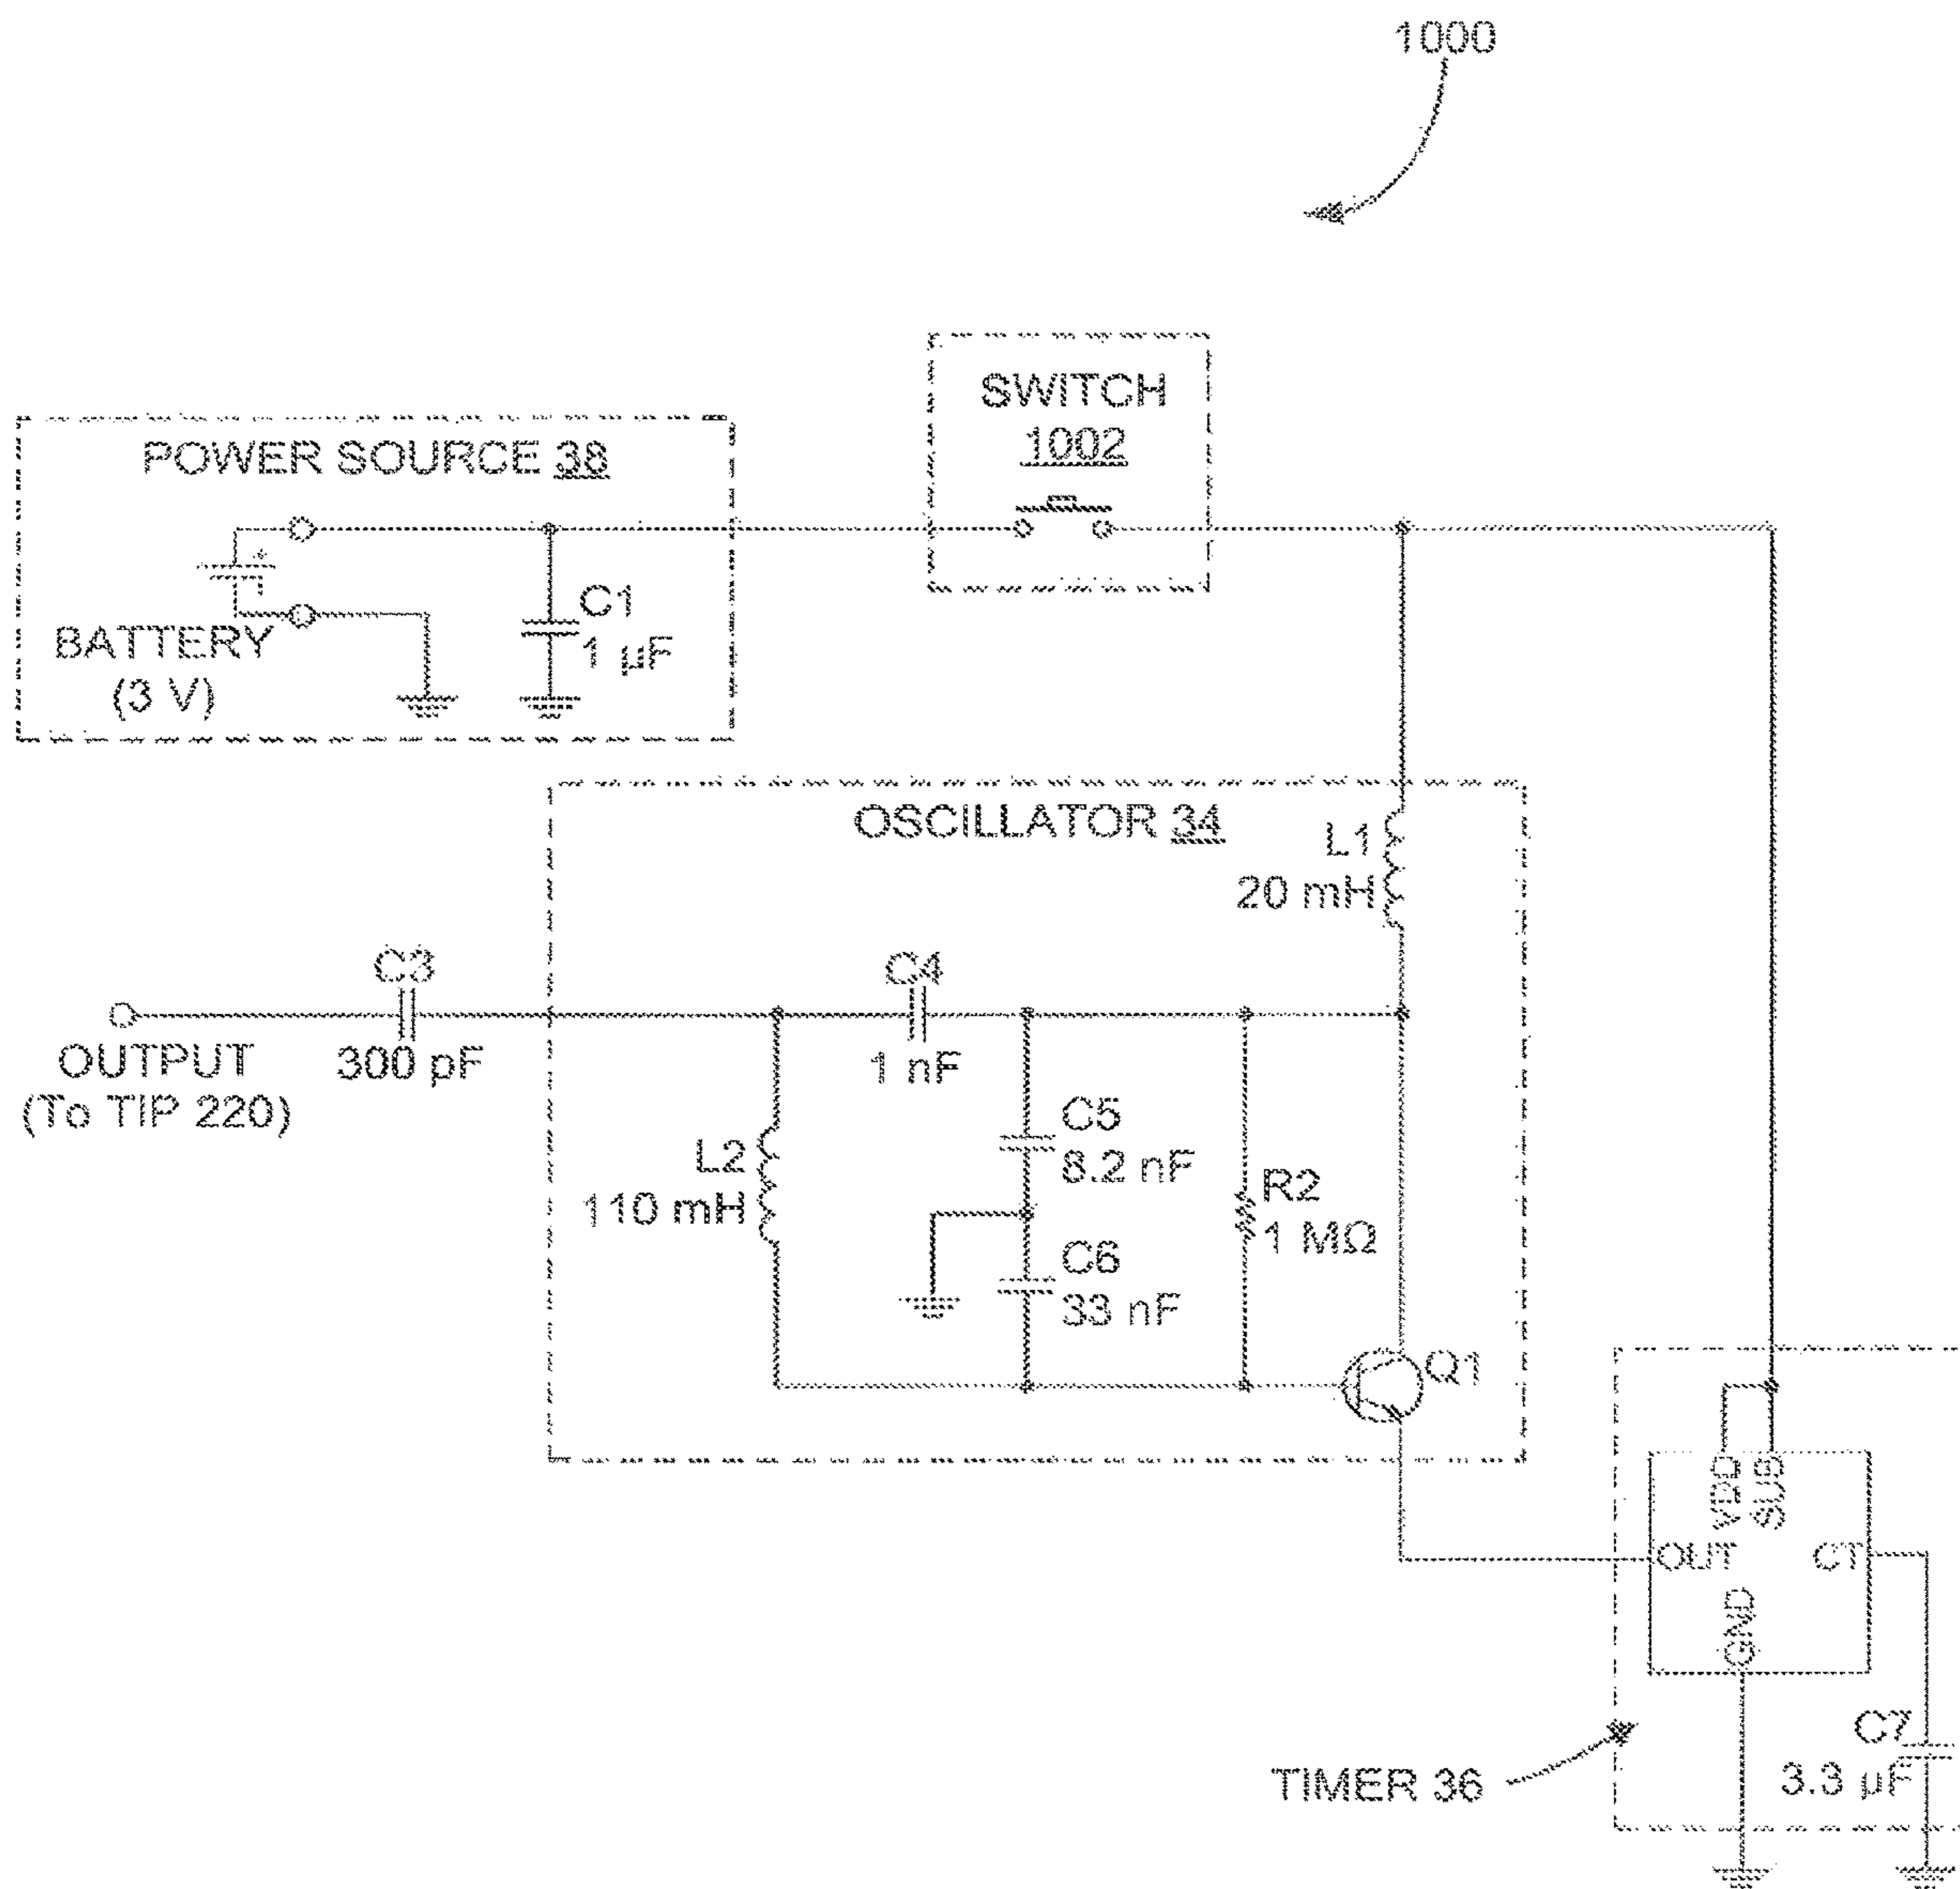 1000
SWITCH
1002
POWER SOURCE 38
+
BATTERY
(3 V)
C1
1 µF
OSCILLATOR 34
L1
20 mH
C3
300 pF
OUTPUT
(To TIP 220)
C4
1 nF
L2
110 mH
C5
8.2 nF
C6
33 nF
R2
1 MΩ
Q1
VDD
SUB
OUT
CT
GND
C7
3.3 µF
TIMER 36